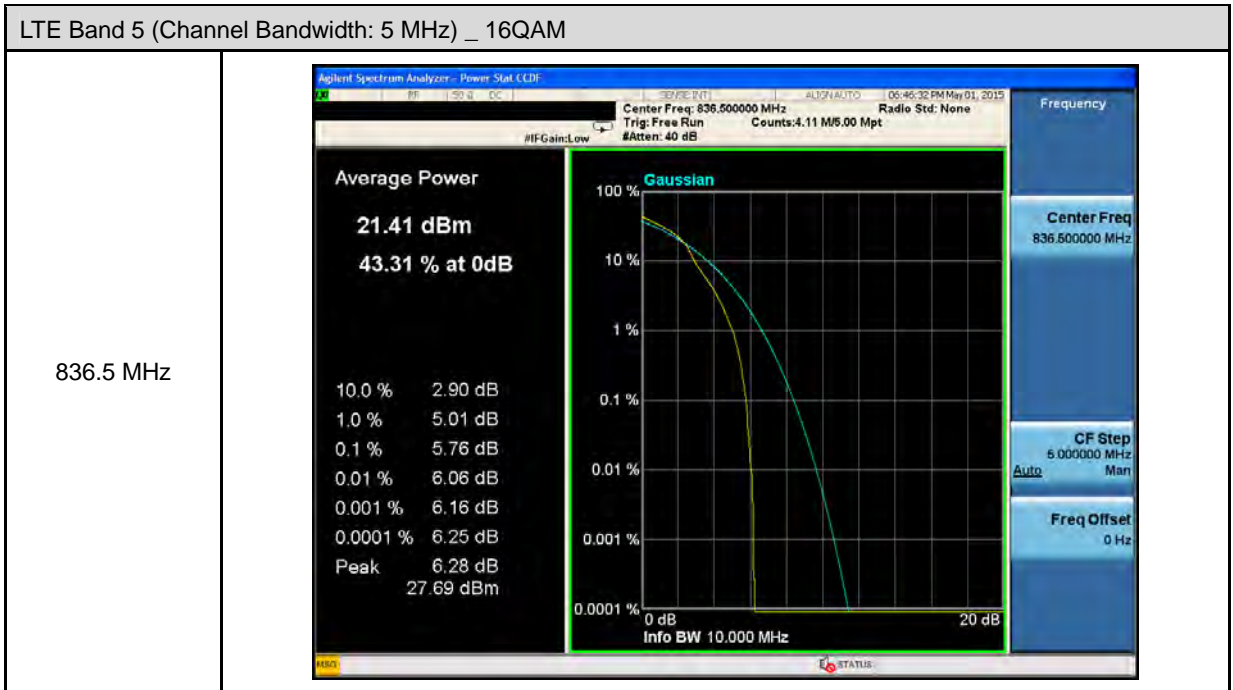 LTE Band 5 (Channel Bandwidth: 5 MHz) _ 16QAM
836.5 MHz
Agilent Spectrum Analyzer - Power Stat CCDF
RF 50 Ω DC SENSE:INT ALIGN AUTO 06:46:32 PM May 01, 2015
Center Freq: 836.500000 MHz Radio Std: None
Trig: Free Run Counts:4.11 M/5.00 Mpt
#IFGain:Low #Atten: 40 dB
Average Power
21.41 dBm
43.31 % at 0dB
10.0 % 2.90 dB
1.0 % 5.01 dB
0.1 % 5.76 dB
0.01 % 6.06 dB
0.001 % 6.16 dB
0.0001 % 6.25 dB
Peak 6.28 dB
27.69 dBm
Gaussian
100 %
10 %
1 %
0.1 %
0.01 %
0.001 %
0.0001 %
0 dB 20 dB
Info BW 10.000 MHz
Frequency
Center Freq
836.500000 MHz
CF Step
5.000000 MHz
Auto Man
Freq Offset
0 Hz
MSG STATUS